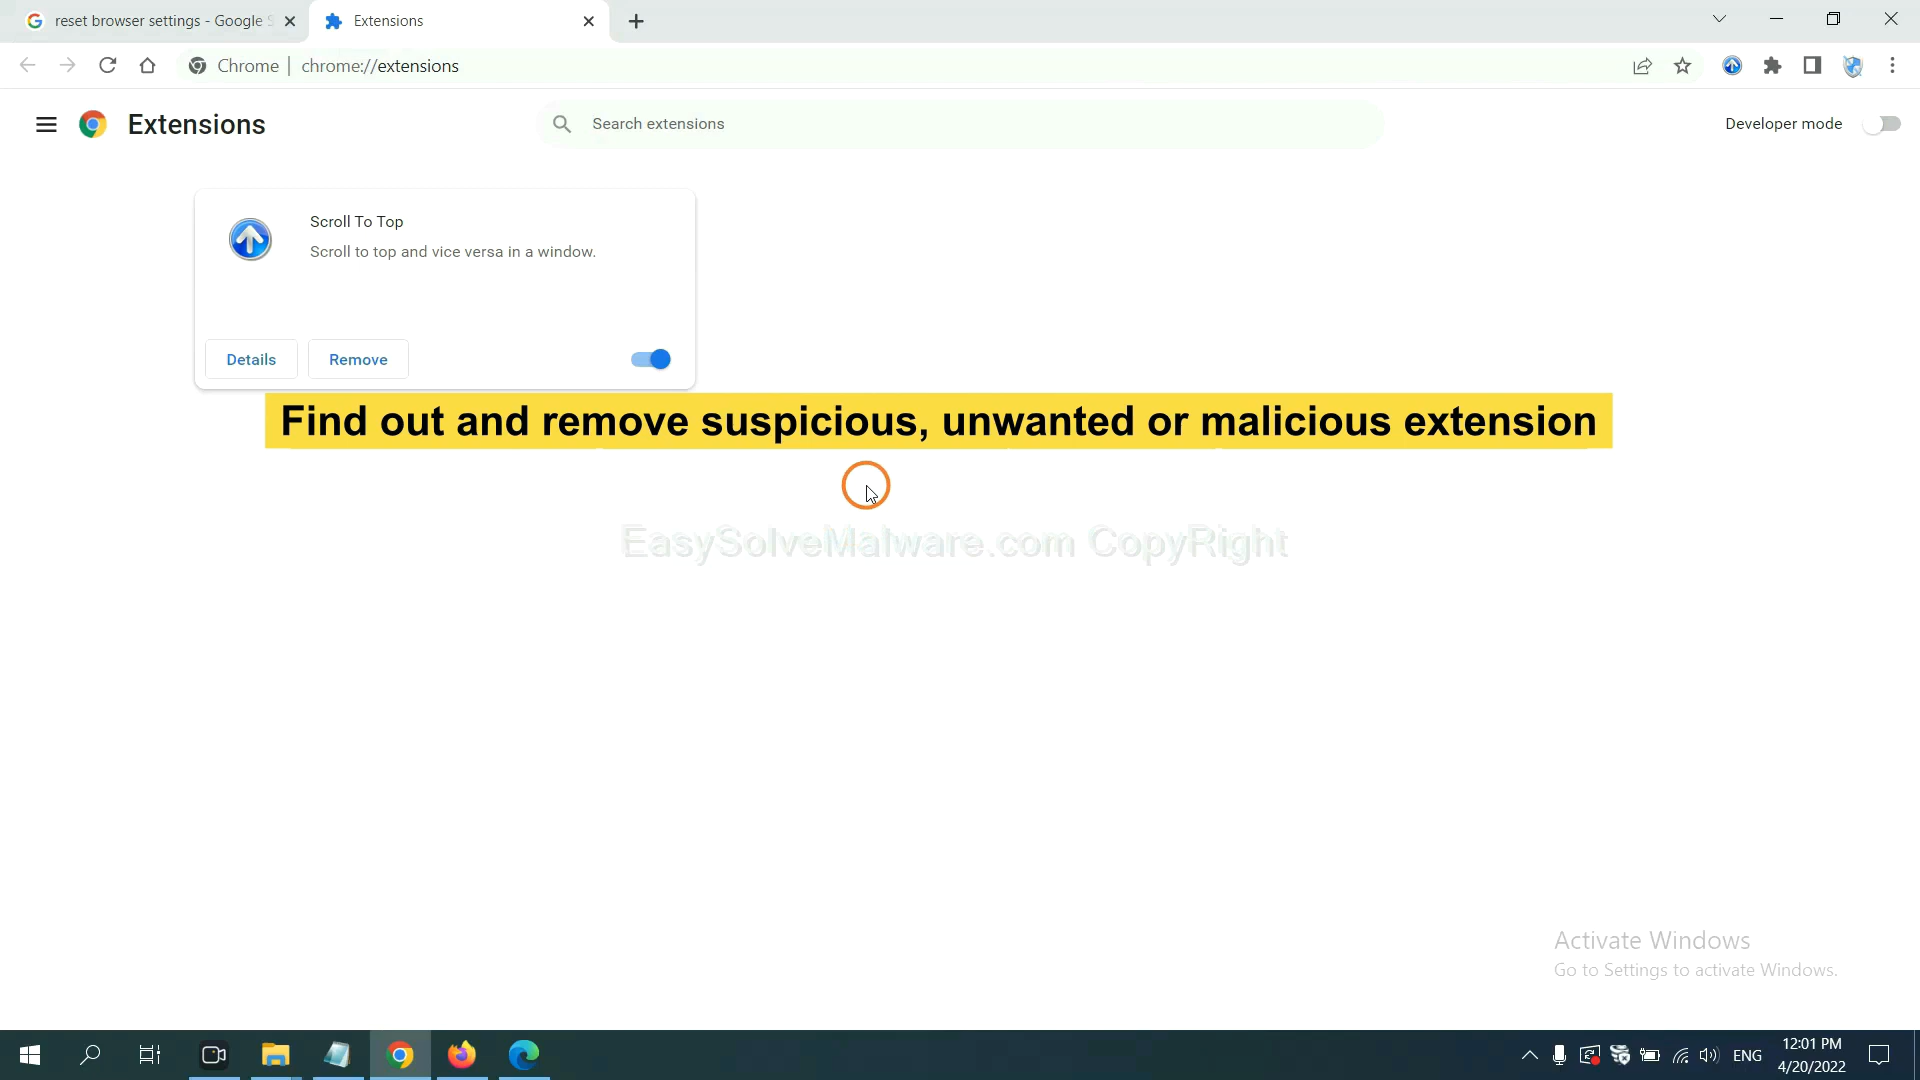 reset browser settings - Google S
Extensions
Chrome | chrome://extensions
Extensions
Search extensions
Developer mode
Scroll To Top
Scroll to top and vice versa in a window.
Details
Remove
Find out and remove suspicious, unwanted or malicious extension
EasySolveMalware.com CopyRight
Activate Windows
Go to Settings to activate Windows.
ENG
12:01 PM
4/20/2022